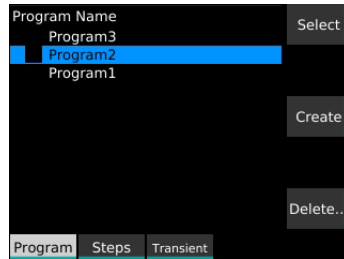 Program Name
Program3
Program2
Program1
Select
Create
Delete..
Program
Steps
Transient